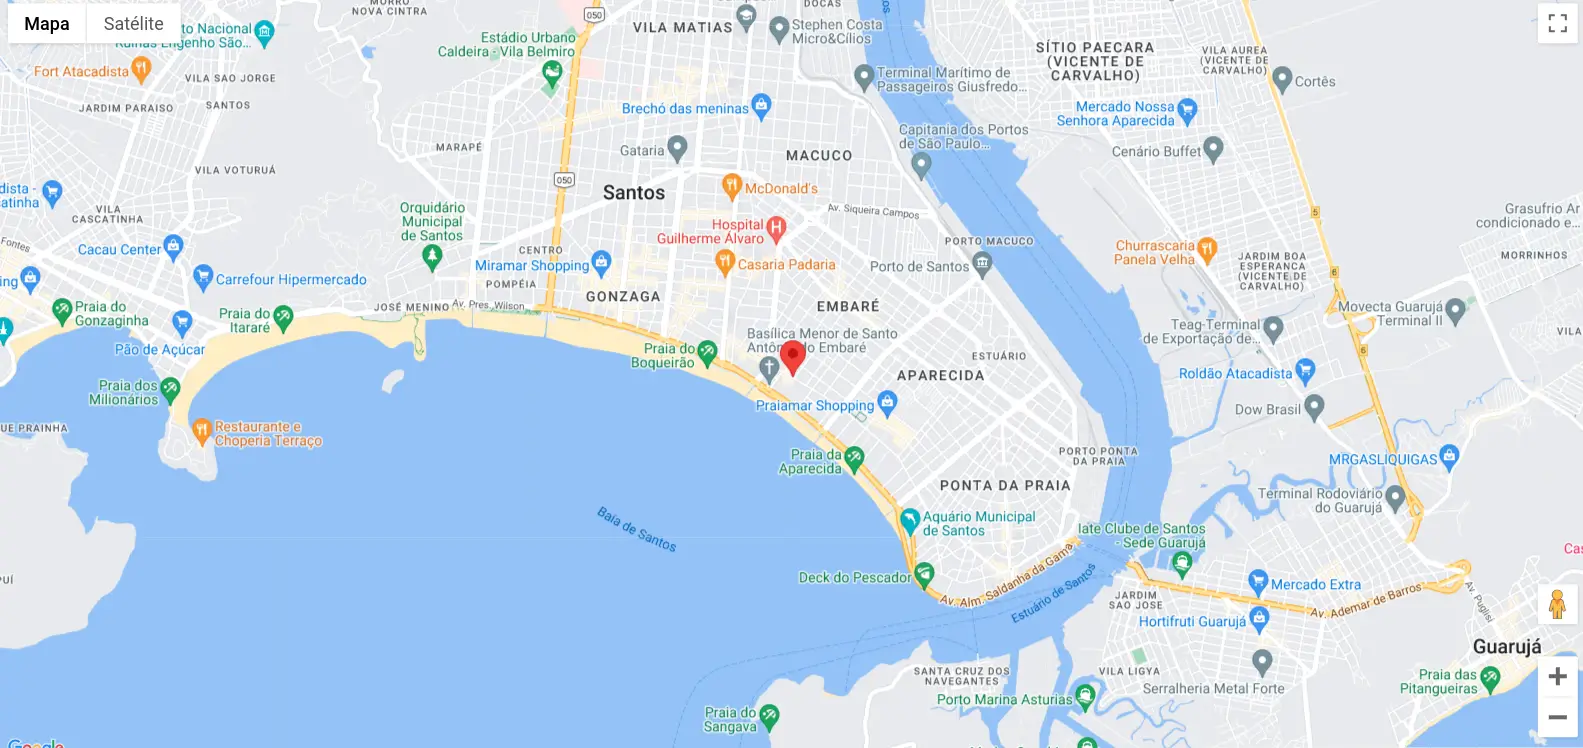 Mapa
Satélite
MORRO
NOVA CINTRA
to Nacional
Ruínas Engenho São...
Fort Atacadista
VILA SAO JORGE
JARDIM PARAISO
SANTOS
VILA VOTURUÁ
dista -
catinha
VILA
CASCATINHA
Fontes
Cacau Center
Carrefour Hipermercado
ing
Praia do
Gonzaginha
Praia do
Itararé
Pão de Açúcar
Praia dos
Milionários
Restaurante e
Choperia Terraço
UE PRAINHA
050
VILA MATIAS
DOCAS
Stephen Costa
Micro&Cílios
Estádio Urbano
Caldeira - Vila Belmiro
Brechó das meninas
MARAPÉ
Gataria
MACUCO
050
Santos
McDonald's
Orquidário
Municipal
de Santos
Hospital
Guilherme Álvaro
Av. Siqueira Campos
CENTRO
Miramar Shopping
Casaria Padaria
POMPÉIA
GONZAGA
JOSÉ MENINO
Av. Pres. Wilson
EMBARÉ
Basílica Menor de Santo
Antônio do Embaré
Praia do
Boqueirão
ESTUÁRIO
APARECIDA
Praiamar Shopping
Praia da
Aparecida
PONTA DA PRAIA
PORTO PONTA
DA PRAIA
Aquário Municipal
de Santos
Baía de Santos
Deck do Pescador
Av. Alm. Saldanha da Gama
Estuário de Santos
Terminal Marítimo de
Passageiros Giusfredo...
Capitania dos Portos
de São Paulo...
PORTO MACUCO
Porto de Santos
SÍTIO PAECARA
(VICENTE DE
CARVALHO)
VILA AUREA
(VICENTE DE
CARVALHO)
Cortês
Mercado Nossa
Senhora Aparecida
Cenário Buffet
5
Grasufrio Ar
condicionado e...
Churrascaria
Panela Velha
JARDIM BOA
ESPERANCA
(VICENTE DE
CARVALHO)
MORRINHOS
6
Movecta Guarujá
Terminal II
Teag-Terminal
de Exportação de...
VILA
6
Roldão Atacadista
Dow Brasil
MRGASLIQUIGAS
Terminal Rodoviário
do Guarujá
Iate Clube de Santos
- Sede Guarujá
Cas
Mercado Extra
JARDIM
SAO JOSE
Av. Ademar de Barros
Av. Puglisi
Hortifruti Guarujá
Guarujá
SANTA CRUZ DOS
NAVEGANTES
VILA LIGYA
Serralheria Metal Forte
Praia das
Pitangueiras
Porto Marina Asturias
Praia do
Sangava
Google